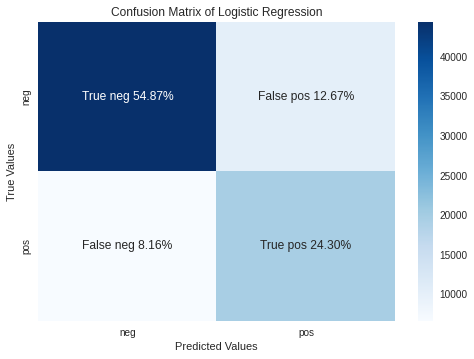 Confusion Matrix of Logistic Regression
True Values
neg
True neg 54.87%
False pos 12.67%
pos
False neg 8.16%
True pos 24.30%
neg
pos
Predicted Values
40000
35000
30000
25000
20000
15000
10000